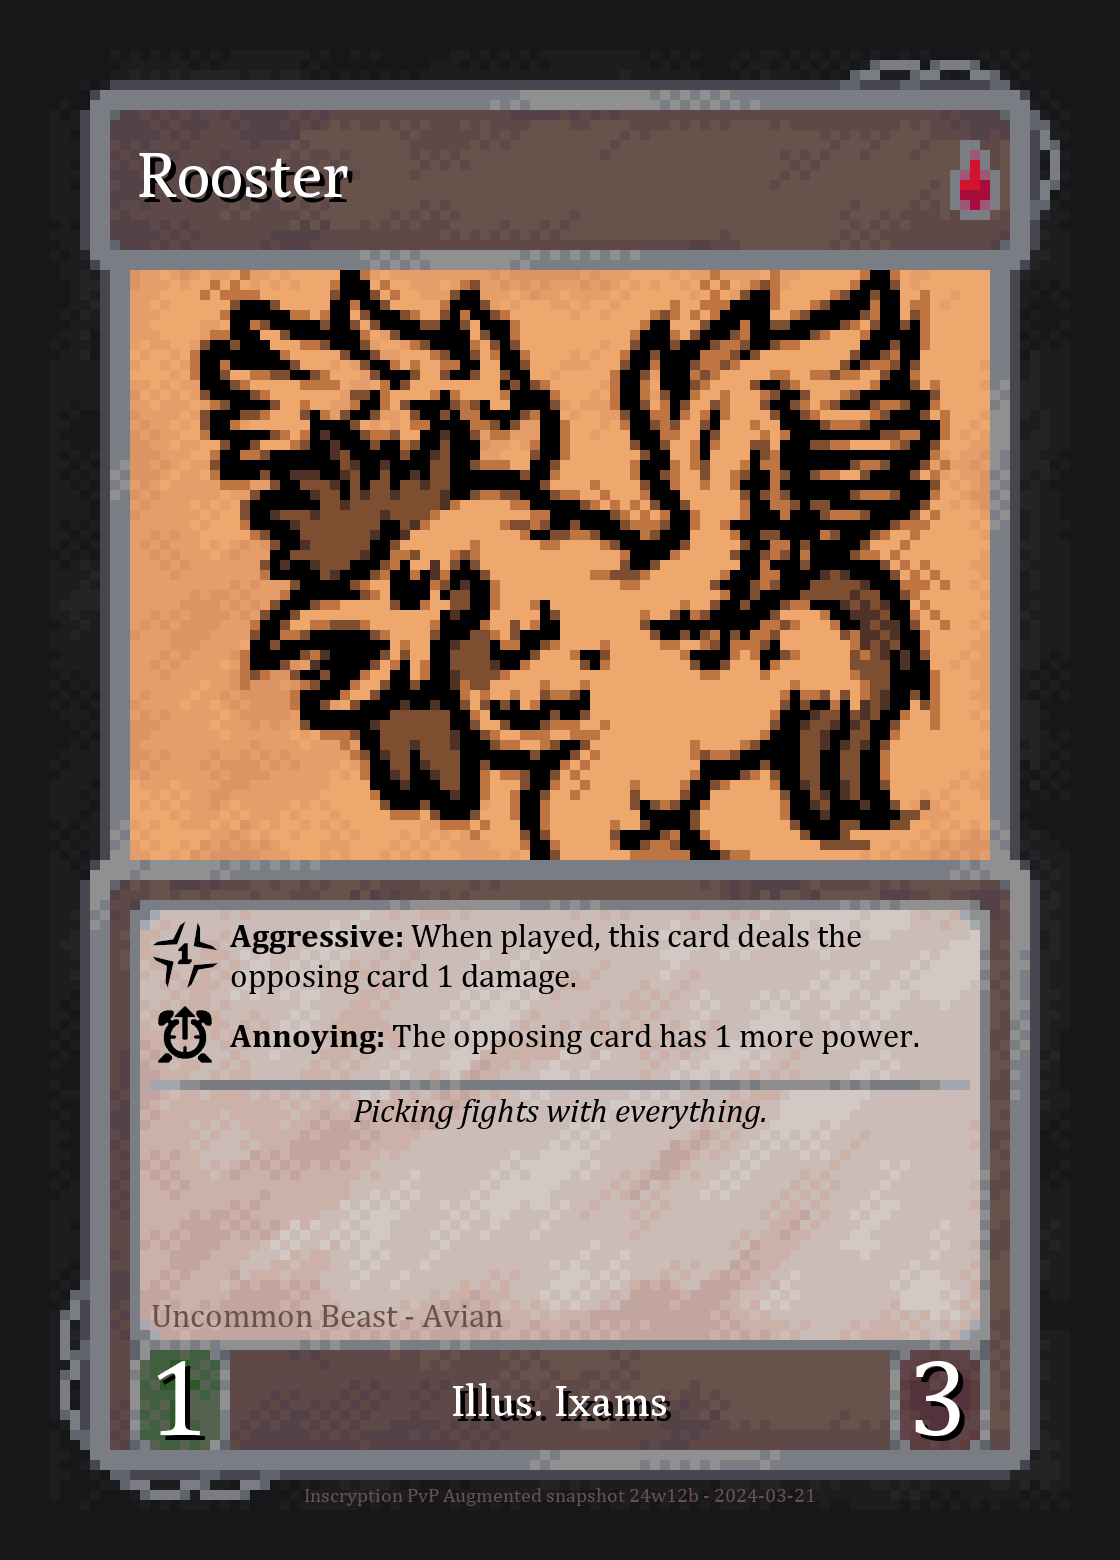 Rooster
1
Aggressive: When played, this card deals the
opposing card 1 damage.
Annoying: The opposing card has 1 more power.
Picking fights with everything.
Uncommon Beast - Avian
1
Illus. Ixams
3
Inscryption PvP Augmented snapshot 24w12b - 2024-03-21